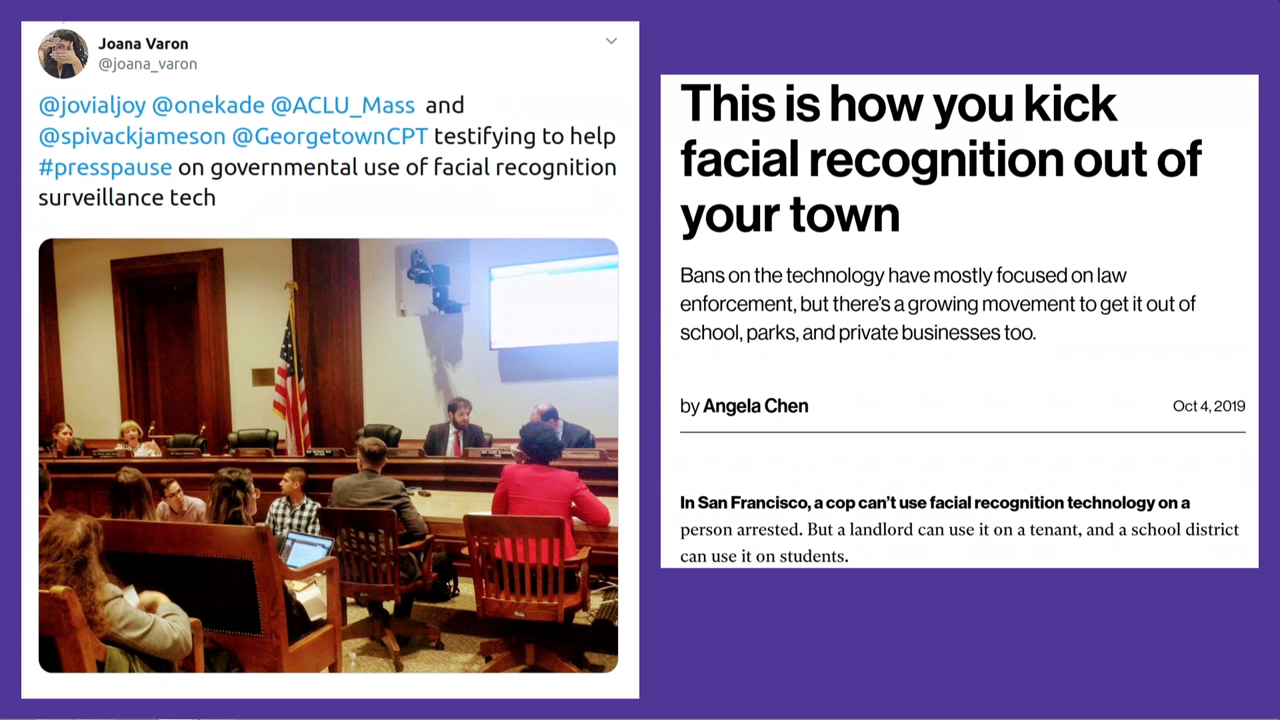 Joana Varon
@joana_varon
@jovialjoy @onekade @ACLU_Mass and
@spivackjameson @GeorgetownCPT testifying to help
#presspause on governmental use of facial recognition
surveillance tech
This is how you kick
facial recognition out of
your town
Bans on the technology have mostly focused on law
enforcement, but there's a growing movement to get it out of
school, parks, and private businesses too.
by Angela Chen
Oct 4, 2019
In San Francisco, a cop can't use facial recognition technology on a
person arrested. But a landlord can use it on a tenant, and a school district
can use it on students.